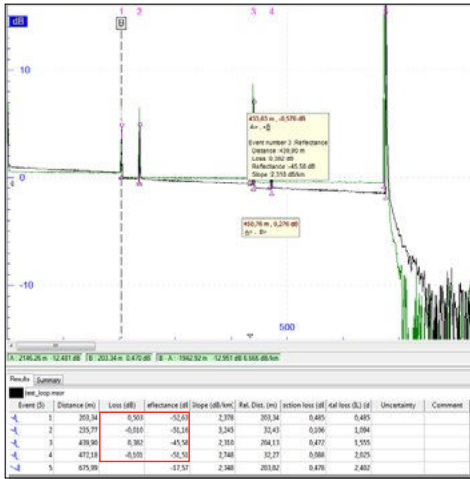 1 2 3 4
dB
B
10
0
-10
500
433,63 m , -0,576 dB
Event number 3 :Reflectance
Distance :439,90 m
Loss: 0,382 dB
Reflectance :-45,58 dB
Slope : 2,310 dB/km
450,76 m , 0,276 dB
A : 2146.26 m -12.481 dB B : 203.34 m 0.470 dB B - A : -1942.92 m -12,951 dB 6.666 dB/km
Results Summary
test_loop.msor
Event (5) Distance (m) Loss (dB) eflectance (dB Slope (dB/km) Rel. Dist. (m) ection loss (dB tal loss (IL) (d Uncertainty Comment
1 203,34 0,503 -52,63 2,378 203,34 0,485 0,485
2 235,77 -0,010 -51,16 3,245 32,43 0,106 1,094
3 439,90 0,382 -45,58 2,310 204,13 0,472 1,555
4 472,18 -0,101 -51,51 2,748 32,27 0,088 2,025
5 675,99 -17,57 2,348 203,82 0,478 2,402